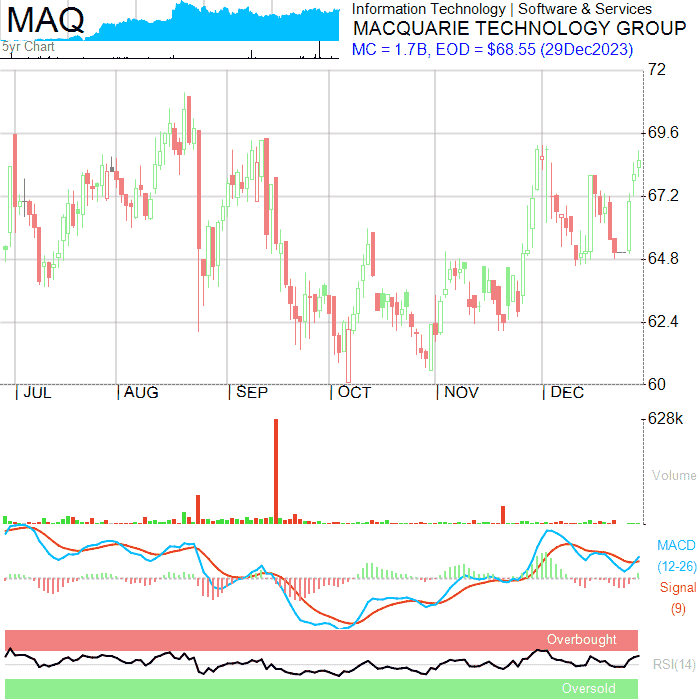 MAQ
5yr Chart
Information Technology | Software & Services
MACQUARIE TECHNOLOGY GROUP
MC = 1.7B, EOD = $68.55 (29Dec2023)
72
69.6
67.2
64.8
62.4
60
| JUL | AUG | SEP | OCT | NOV | DEC
628k
Volume
MACD
(12-26)
Signal
(9)
Overbought
RSI(14)
Oversold